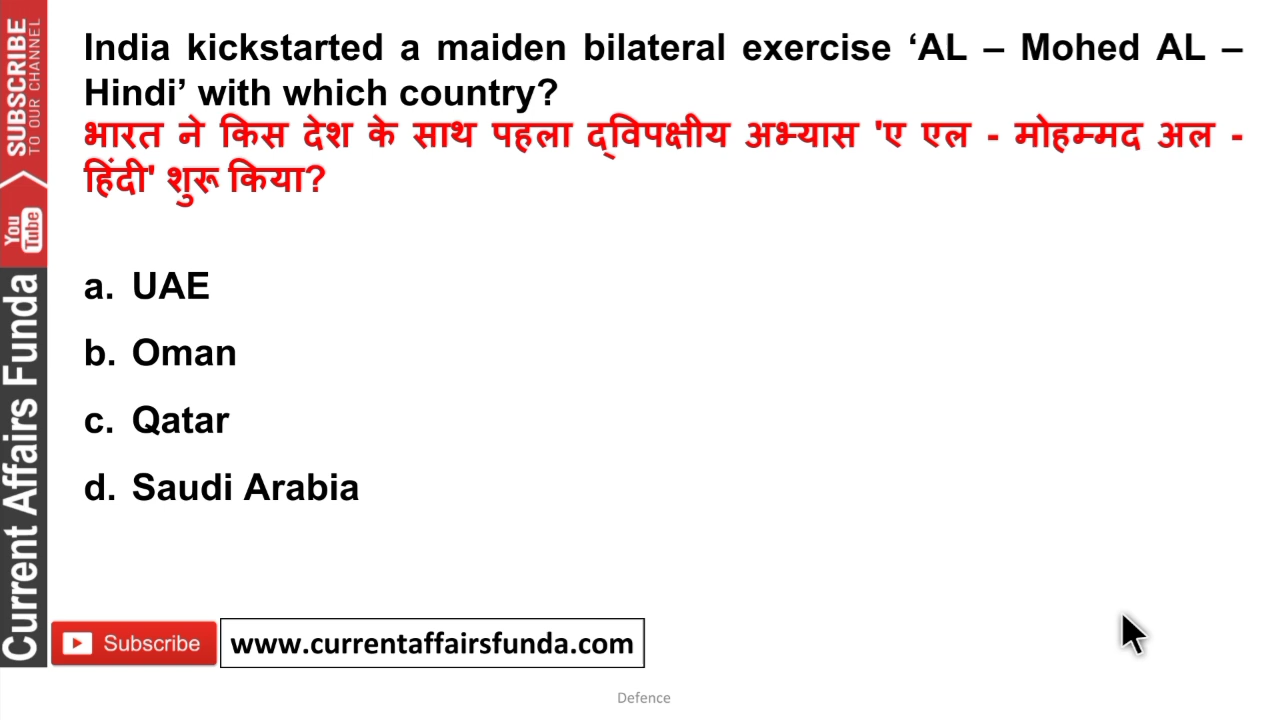 India kickstarted a maiden bilateral exercise ‘AL – Mohed AL –
Hindi’ with which country?
भारत ने किस देश के साथ पहला द्विपक्षीय अभ्यास 'ए एल - मोहम्मद अल -
हिंदी' शुरू किया?
a. UAE
b. Oman
c. Qatar
d. Saudi Arabia
SUBSCRIBE
TO OUR CHANNEL
You
Tube
Current Affairs Funda
Subscribe
www.currentaffairsfunda.com
Defence